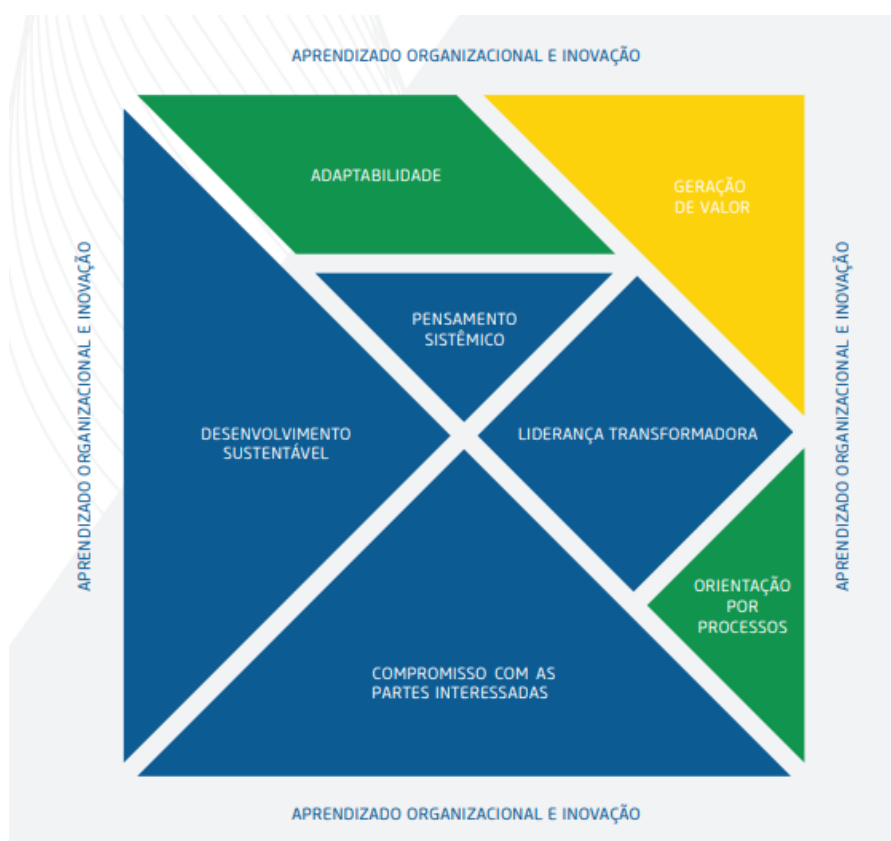 APRENDIZADO ORGANIZACIONAL E INOVAÇÃO
ADAPTABILIDADE
GERAÇÃO
DE VALOR
APRENDIZADO ORGANIZACIONAL E INOVAÇÃO
APRENDIZADO ORGANIZACIONAL E INOVAÇÃO
PENSAMENTO
SISTÊMICO
DESENVOLVIMENTO
SUSTENTÁVEL
LIDERANÇA TRANSFORMADORA
ORIENTAÇÃO
POR
PROCESSOS
COMPROMISSO COM AS
PARTES INTERESSADAS
APRENDIZADO ORGANIZACIONAL E INOVAÇÃO